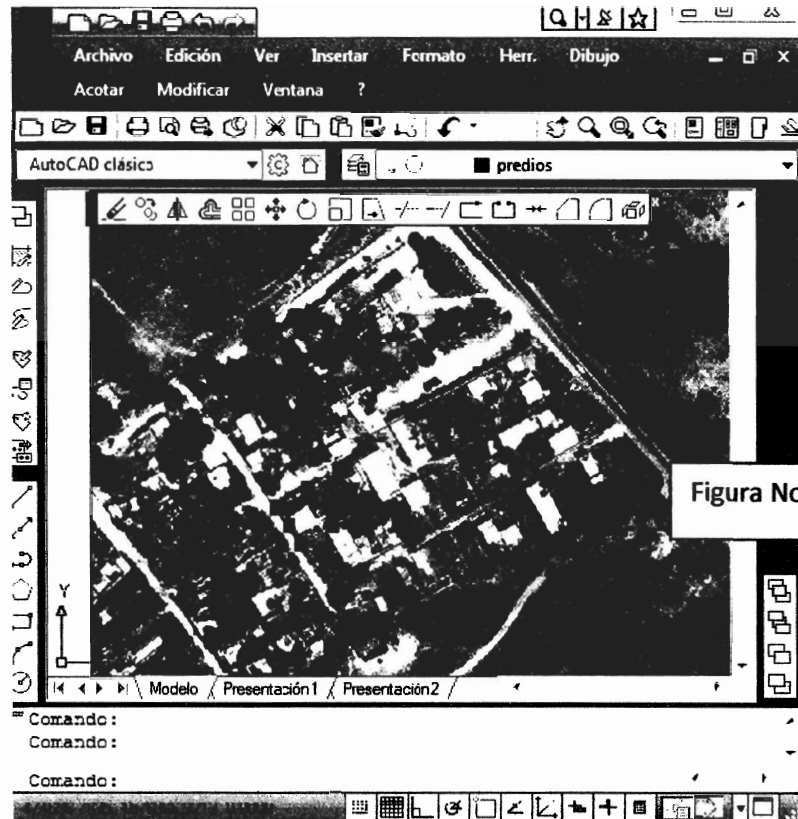 Archivo Edición Ver Insertar Formato Herr. Dibujo
Acotar Modificar Ventana ?
AutoCAD clásico predios
Figura No
Y
Modelo Presentación1 Presentación2
Comando:
Comando:
Comando: